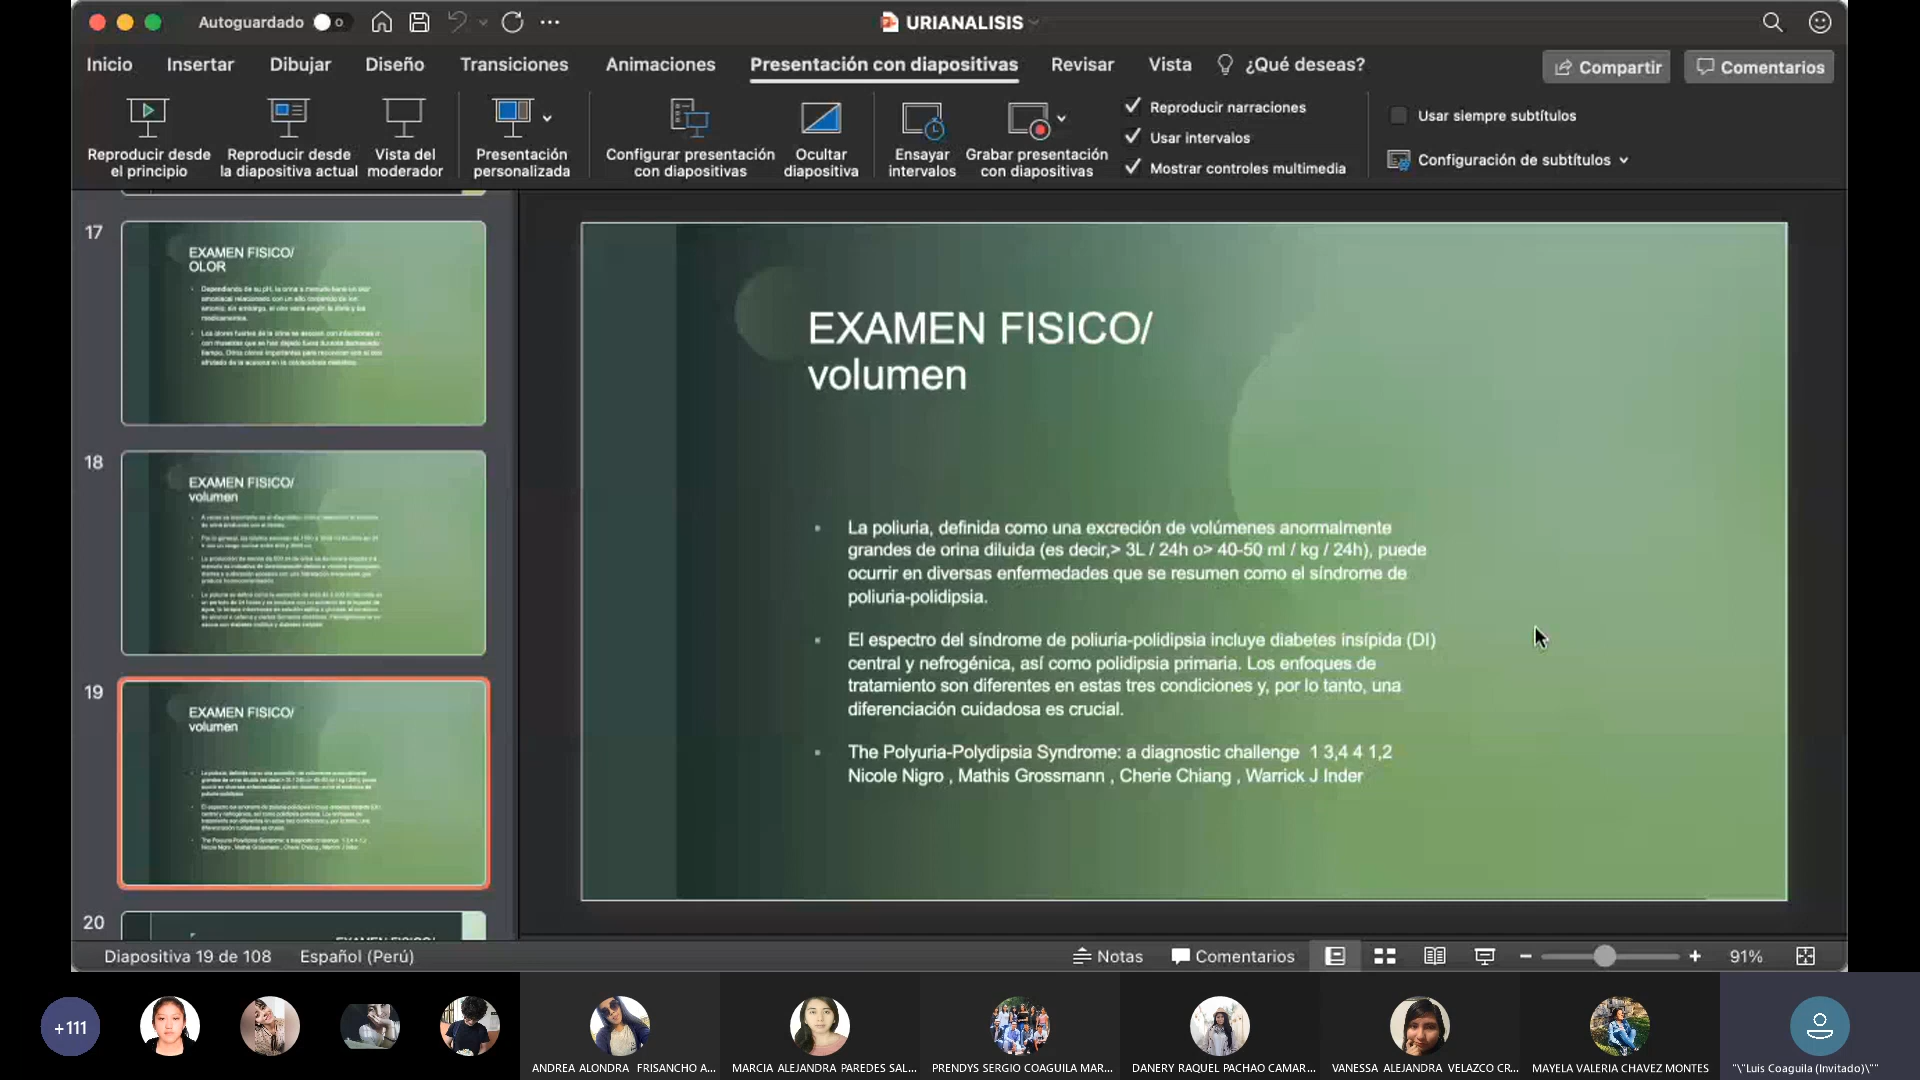 Autoguardado
URIANALISIS
Inicio Insertar Dibujar Diseño Transiciones Animaciones Presentación con diapositivas Revisar Vista ¿Qué deseas? Compartir Comentarios
Reproducir desde el principio
Reproducir desde la diapositiva actual
Vista del moderador
Presentación personalizada
Configurar presentación con diapositivas
Ocultar diapositiva
Ensayar intervalos
Grabar presentación con diapositivas
Reproducir narraciones
Usar intervalos
Mostrar controles multimedia
Usar siempre subtítulos
Configuración de subtítulos
17
EXAMEN FISICO/
OLOR
18
EXAMEN FISICO/
volumen
19
EXAMEN FISICO/
volumen
20
EXAMEN FISICO/
volumen
La poliuria, definida como una excreción de volúmenes anormalmente
grandes de orina diluida (es decir,> 3L / 24h o> 40-50 ml / kg / 24h), puede
ocurrir en diversas enfermedades que se resumen como el síndrome de
poliuria-polidipsia.
El espectro del síndrome de poliuria-polidipsia incluye diabetes insípida (DI)
central y nefrogénica, así como polidipsia primaria. Los enfoques de
tratamiento son diferentes en estas tres condiciones y, por lo tanto, una
diferenciación cuidadosa es crucial.
The Polyuria-Polydipsia Syndrome: a diagnostic challenge 1 3,4 4 1,2
Nicole Nigro , Mathis Grossmann , Cherie Chiang , Warrick J Inder
Diapositiva 19 de 108 Español (Perú) Notas Comentarios 91%
+111
ANDREA ALONDRA FRISANCHO A...
MARCIA ALEJANDRA PAREDES SAL...
PRENDYS SERGIO COAGUILA MAR...
DANERY RAQUEL PACHAO CAMAR...
VANESSA ALEJANDRA VELAZCO CR...
MAYELA VALERIA CHAVEZ MONTES
"\"Luis Coaguila (Invitado)\""